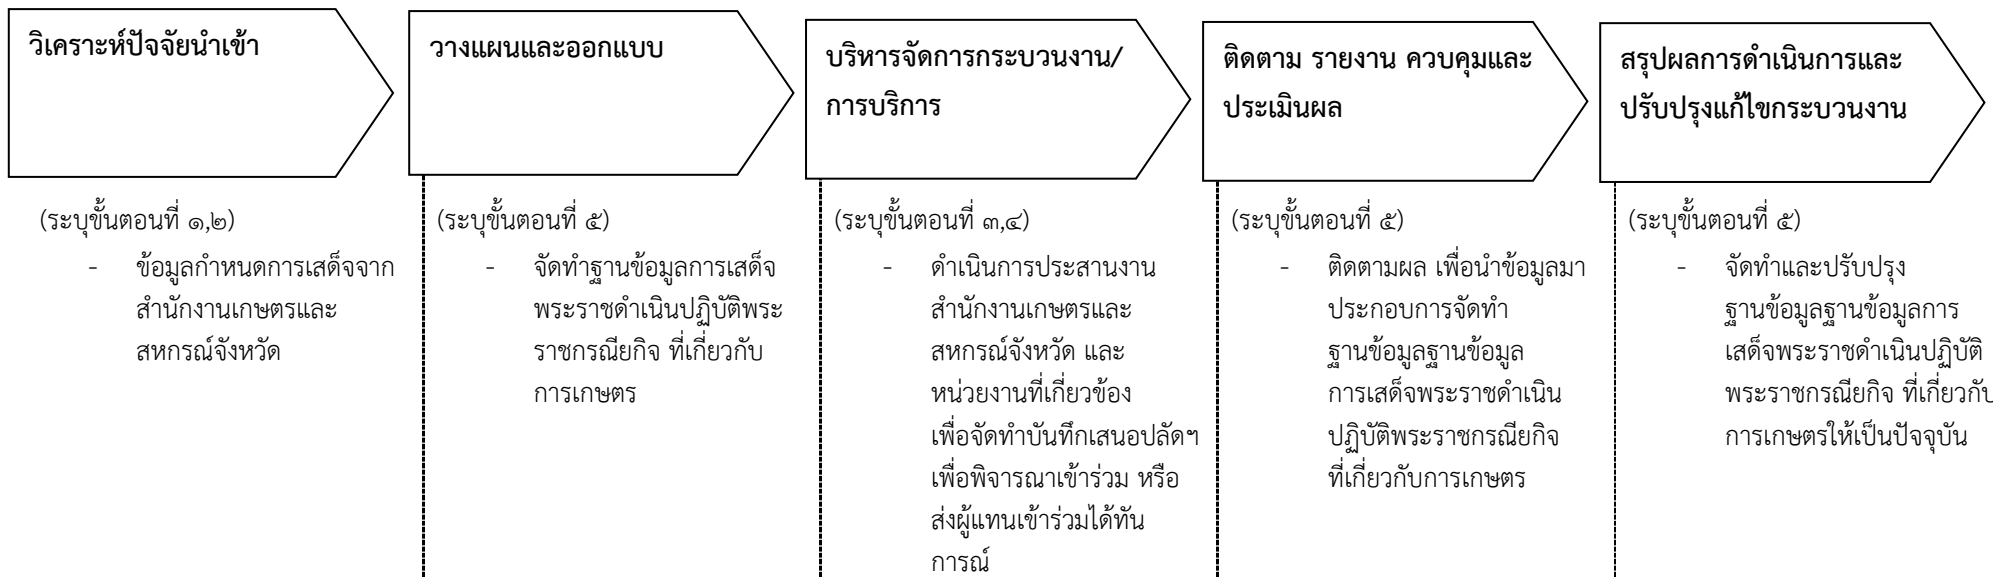 วิเคราะห์ปัจจัยนำเข้า
(ระบุขั้นตอนที่ ๑,๒)
- ข้อมูลกำหนดการเสด็จจาก
สำนักงานเกษตรและ
สหกรณ์จังหวัด
วางแผนและออกแบบ
(ระบุขั้นตอนที่ ๕)
- จัดทำฐานข้อมูลการเสด็จ
พระราชดำเนินปฏิบัติพระ
ราชกรณียกิจ ที่เกี่ยวกับ
การเกษตร
บริหารจัดการกระบวนงาน/
การบริการ
(ระบุขั้นตอนที่ ๓,๔)
- ดำเนินการประสานงาน
สำนักงานเกษตรและ
สหกรณ์จังหวัด และ
หน่วยงานที่เกี่ยวข้อง
เพื่อจัดทำบันทึกเสนอปลัดฯ
เพื่อพิจารณาเข้าร่วม หรือ
ส่งผู้แทนเข้าร่วมได้ทัน
การณ์
ติดตาม รายงาน ควบคุมและ
ประเมินผล
(ระบุขั้นตอนที่ ๕)
- ติดตามผล เพื่อนำข้อมูลมา
ประกอบการจัดทำ
ฐานข้อมูลฐานข้อมูล
การเสด็จพระราชดำเนิน
ปฏิบัติพระราชกรณียกิจ
ที่เกี่ยวกับการเกษตร
สรุปผลการดำเนินการและ
ปรับปรุงแก้ไขกระบวนงาน
(ระบุขั้นตอนที่ ๕)
- จัดทำและปรับปรุง
ฐานข้อมูลฐานข้อมูลการ
เสด็จพระราชดำเนินปฏิบัติ
พระราชกรณียกิจ ที่เกี่ยวกับ
การเกษตรให้เป็นปัจจุบัน